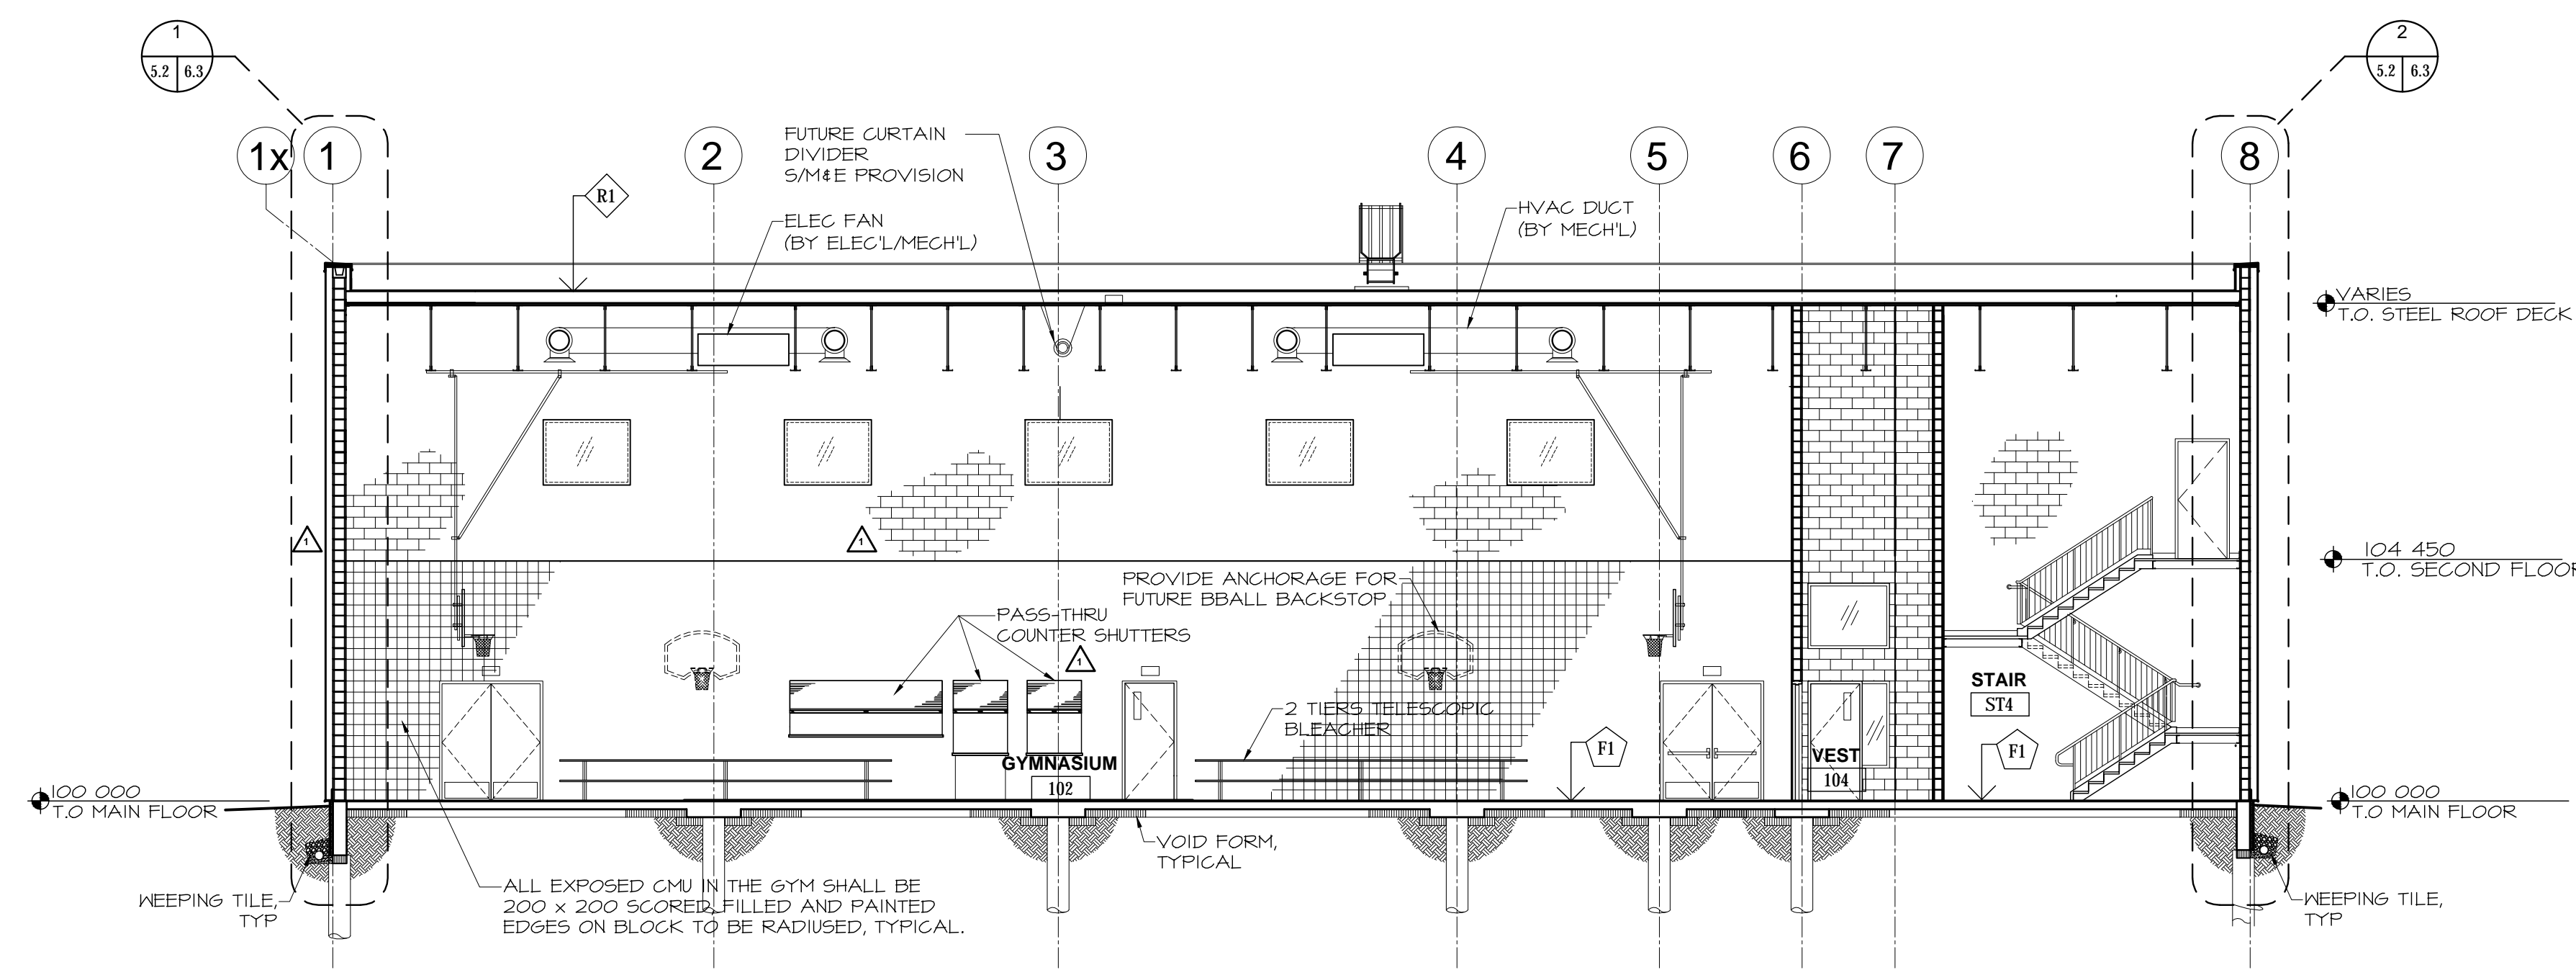 1
5.2 6.3
2
5.2 6.3
1x
1
2
3
4
5
6
7
8
FUTURE CURTAIN
DIVIDER
S/M&E PROVISION
R1
ELEC FAN
(BY ELEC'L/MECH'L)
HVAC DUCT
(BY MECH'L)
VARIES
T.O. STEEL ROOF DECK
1
1
104 450
T.O. SECOND FLOOR
PROVIDE ANCHORAGE FOR
FUTURE BBALL BACKSTOP
PASS-THRU
COUNTER SHUTTERS
1
STAIR
ST4
2 TIERS TELESCOPIC
BLEACHER
F1
F1
GYMNASIUM
102
VEST
104
100 000
T.O MAIN FLOOR
100 000
T.O MAIN FLOOR
VOID FORM,
TYPICAL
WEEPING TILE,
TYP
ALL EXPOSED CMU IN THE GYM SHALL BE
200 x 200 SCORED, FILLED AND PAINTED
EDGES ON BLOCK TO BE RADIUSED, TYPICAL.
WEEPING TILE,
TYP